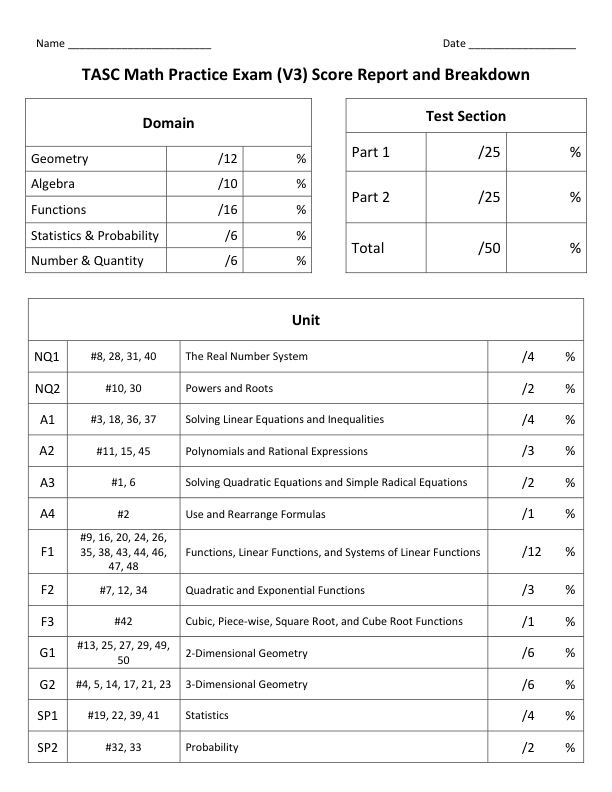 Name ________________________ Date __________________
TASC Math Practice Exam (V3) Score Report and Breakdown
Domain
Geometry /12 %
Algebra /10 %
Functions /16 %
Statistics & Probability /6 %
Number & Quantity /6 %
Test Section
Part 1 /25 %
Part 2 /25 %
Total /50 %
Unit
NQ1 #8, 28, 31, 40 The Real Number System /4 %
NQ2 #10, 30 Powers and Roots /2 %
A1 #3, 18, 36, 37 Solving Linear Equations and Inequalities /4 %
A2 #11, 15, 45 Polynomials and Rational Expressions /3 %
A3 #1, 6 Solving Quadratic Equations and Simple Radical Equations /2 %
A4 #2 Use and Rearrange Formulas /1 %
#9, 16, 20, 24, 26,
F1 35, 38, 43, 44, 46, Functions, Linear Functions, and Systems of Linear Functions /12 %
47, 48
F2 #7, 12, 34 Quadratic and Exponential Functions /3 %
F3 #42 Cubic, Piece-wise, Square Root, and Cube Root Functions /1 %
G1 #13, 25, 27, 29, 49, 2-Dimensional Geometry /6 %
50
G2 #4, 5, 14, 17, 21, 23 3-Dimensional Geometry /6 %
SP1 #19, 22, 39, 41 Statistics /4 %
SP2 #32, 33 Probability /2 %